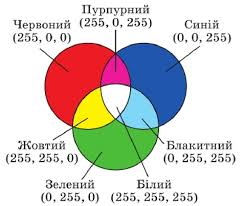 Пурпурний
(255, 0, 255)
Червоний
(255, 0, 0)
Синій
(0, 0, 255)
Жовтий
(255, 255, 0)
Блакитний
(0, 255, 255)
Зелений
(0, 255, 0)
Білий
(255, 255, 255)